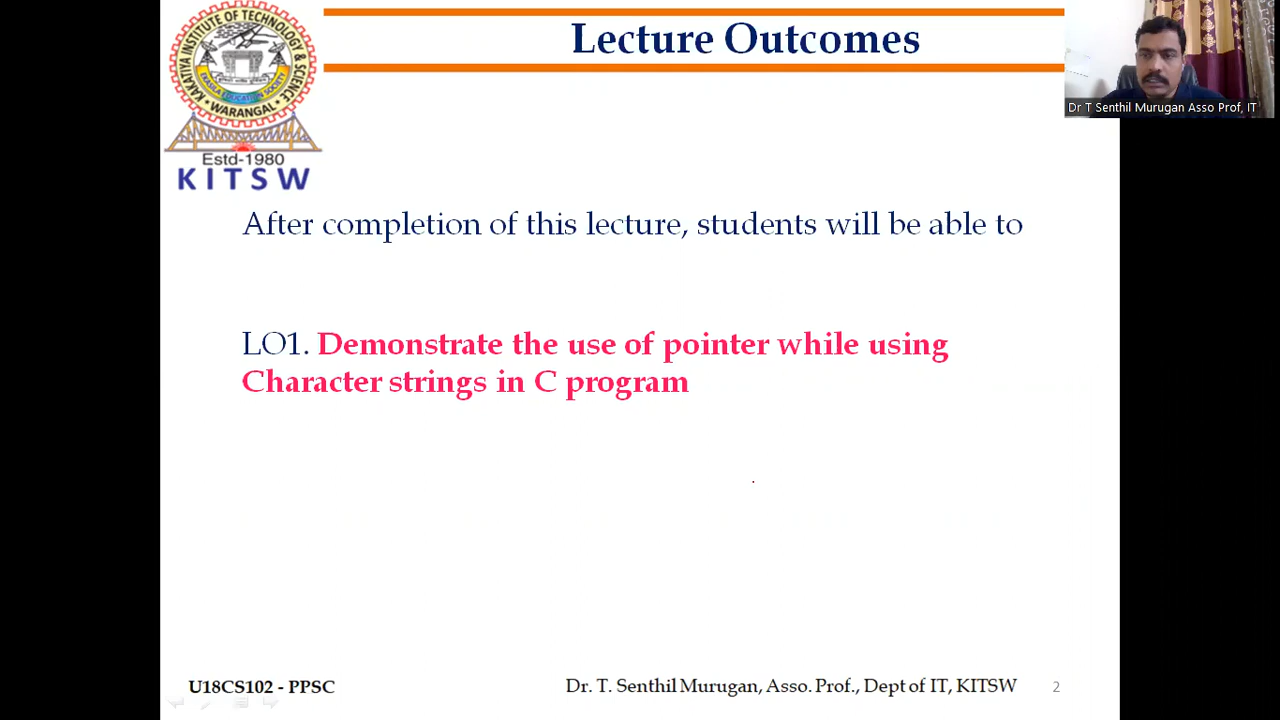 Lecture Outcomes
Dr T Senthil Murugan Asso Prof, IT
KAKATIYA INSTITUTE OF TECHNOLOGY & SCIENCE
WARANGAL
Estd-1980
KITSW
After completion of this lecture, students will be able to
LO1. Demonstrate the use of pointer while using
Character strings in C program
U18CS102 - PPSC
Dr. T. Senthil Murugan, Asso. Prof., Dept of IT, KITSW
2